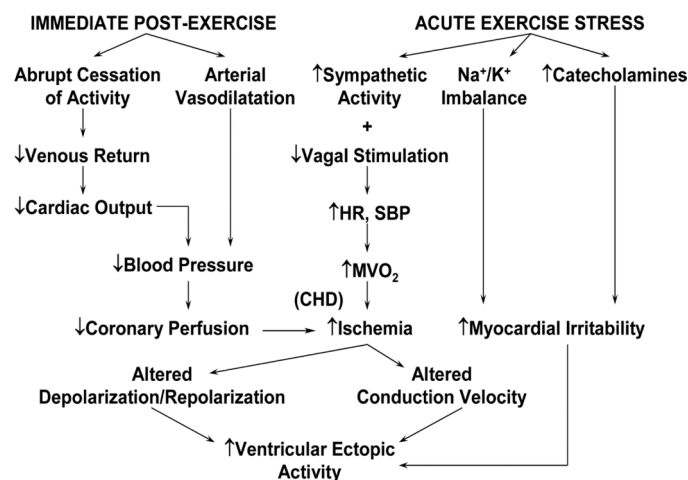 IMMEDIATE POST-EXERCISE
ACUTE EXERCISE STRESS
Abrupt Cessation
of Activity
Arterial
Vasodilatation
↑Sympathetic
Activity
Na⁺/K⁺
Imbalance
↑Catecholamines
+
↓Venous Return
↓Vagal Stimulation
↓Cardiac Output
↑HR, SBP
↓Blood Pressure
↑MVO₂
(CHD)
↓Coronary Perfusion
↑Ischemia
↑Myocardial Irritability
Altered
Depolarization/Repolarization
Altered
Conduction Velocity
↑Ventricular Ectopic
Activity